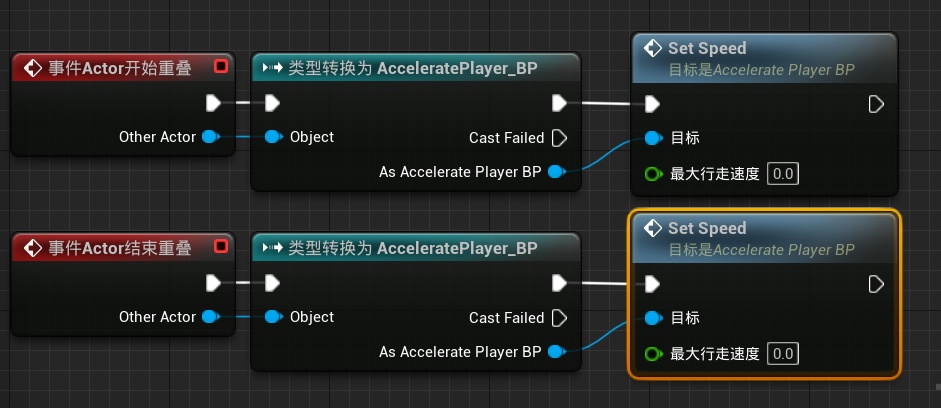 事件Actor开始重叠
Other Actor
类型转换为 AcceleratePlayer_BP
Object
Cast Failed
As Accelerate Player BP
Set Speed
目标是Accelerate Player BP
目标
最大行走速度 0.0
事件Actor结束重叠
Other Actor
类型转换为 AcceleratePlayer_BP
Object
Cast Failed
As Accelerate Player BP
Set Speed
目标是Accelerate Player BP
目标
最大行走速度 0.0